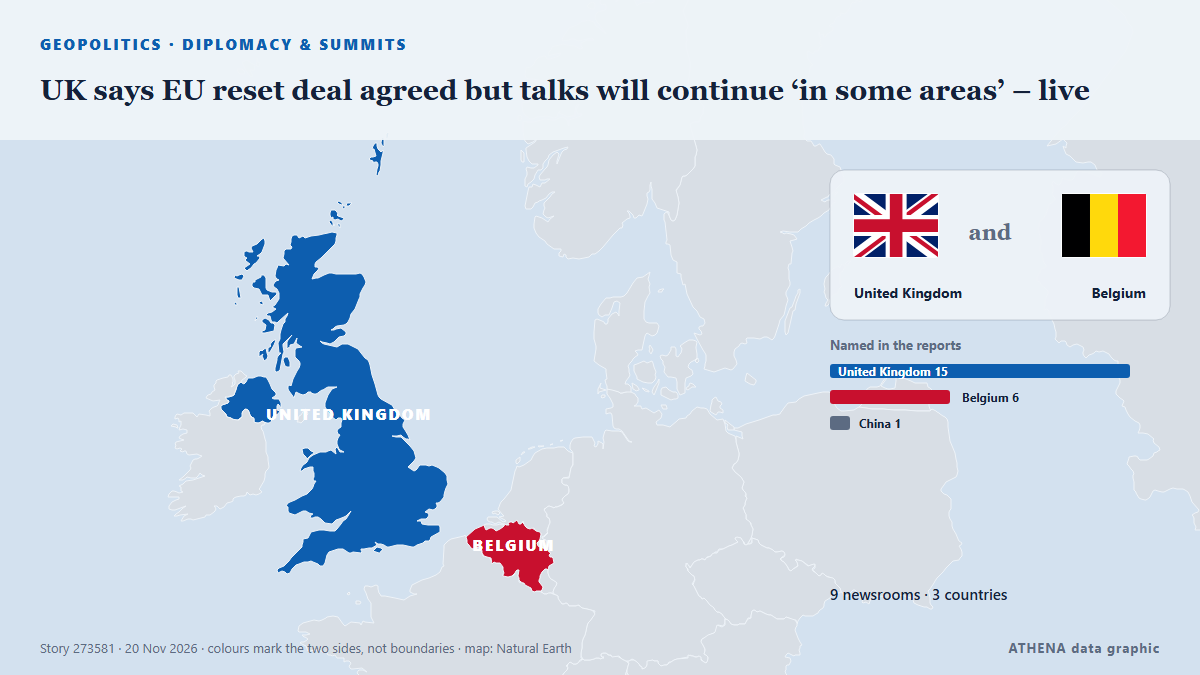 GEOPOLITICS · DIPLOMACY & SUMMITS
UK says EU reset deal agreed but talks will continue ‘in some areas’ – live
and
United Kingdom
Belgium
Named in the reports
United Kingdom 15
Belgium 6
China 1
UNITED KINGDOM
BELGIUM
9 newsrooms · 3 countries
Story 273581 · 20 Nov 2026 · colours mark the two sides, not boundaries · map: Natural Earth
ATHENA data graphic